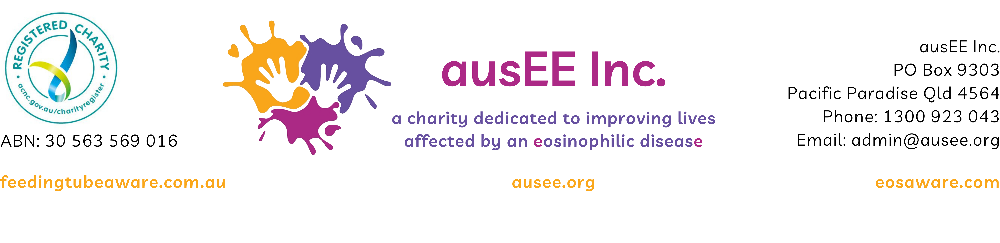 REGISTERED CHARITY
acnc.gov.au/charityregister
ABN: 30 563 569 016
ausEE Inc.
a charity dedicated to improving lives
affected by an eosinophilic disease
ausEE Inc.
PO Box 9303
Pacific Paradise Qld 4564
Phone: 1300 923 043
Email: admin@ausee.org
feedingtubeaware.com.au
ausee.org
eosaware.com